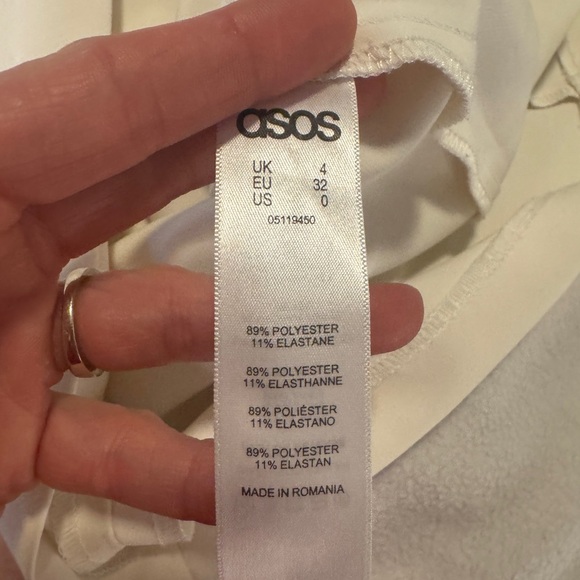 asos
UK 4
EU 32
US 0
05119450
89% POLYESTER
11% ELASTANE
89% POLYESTER
11% ELASTHANNE
89% POLIÉSTER
11% ELASTANO
89% POLYESTER
11% ELASTAN
MADE IN ROMANIA